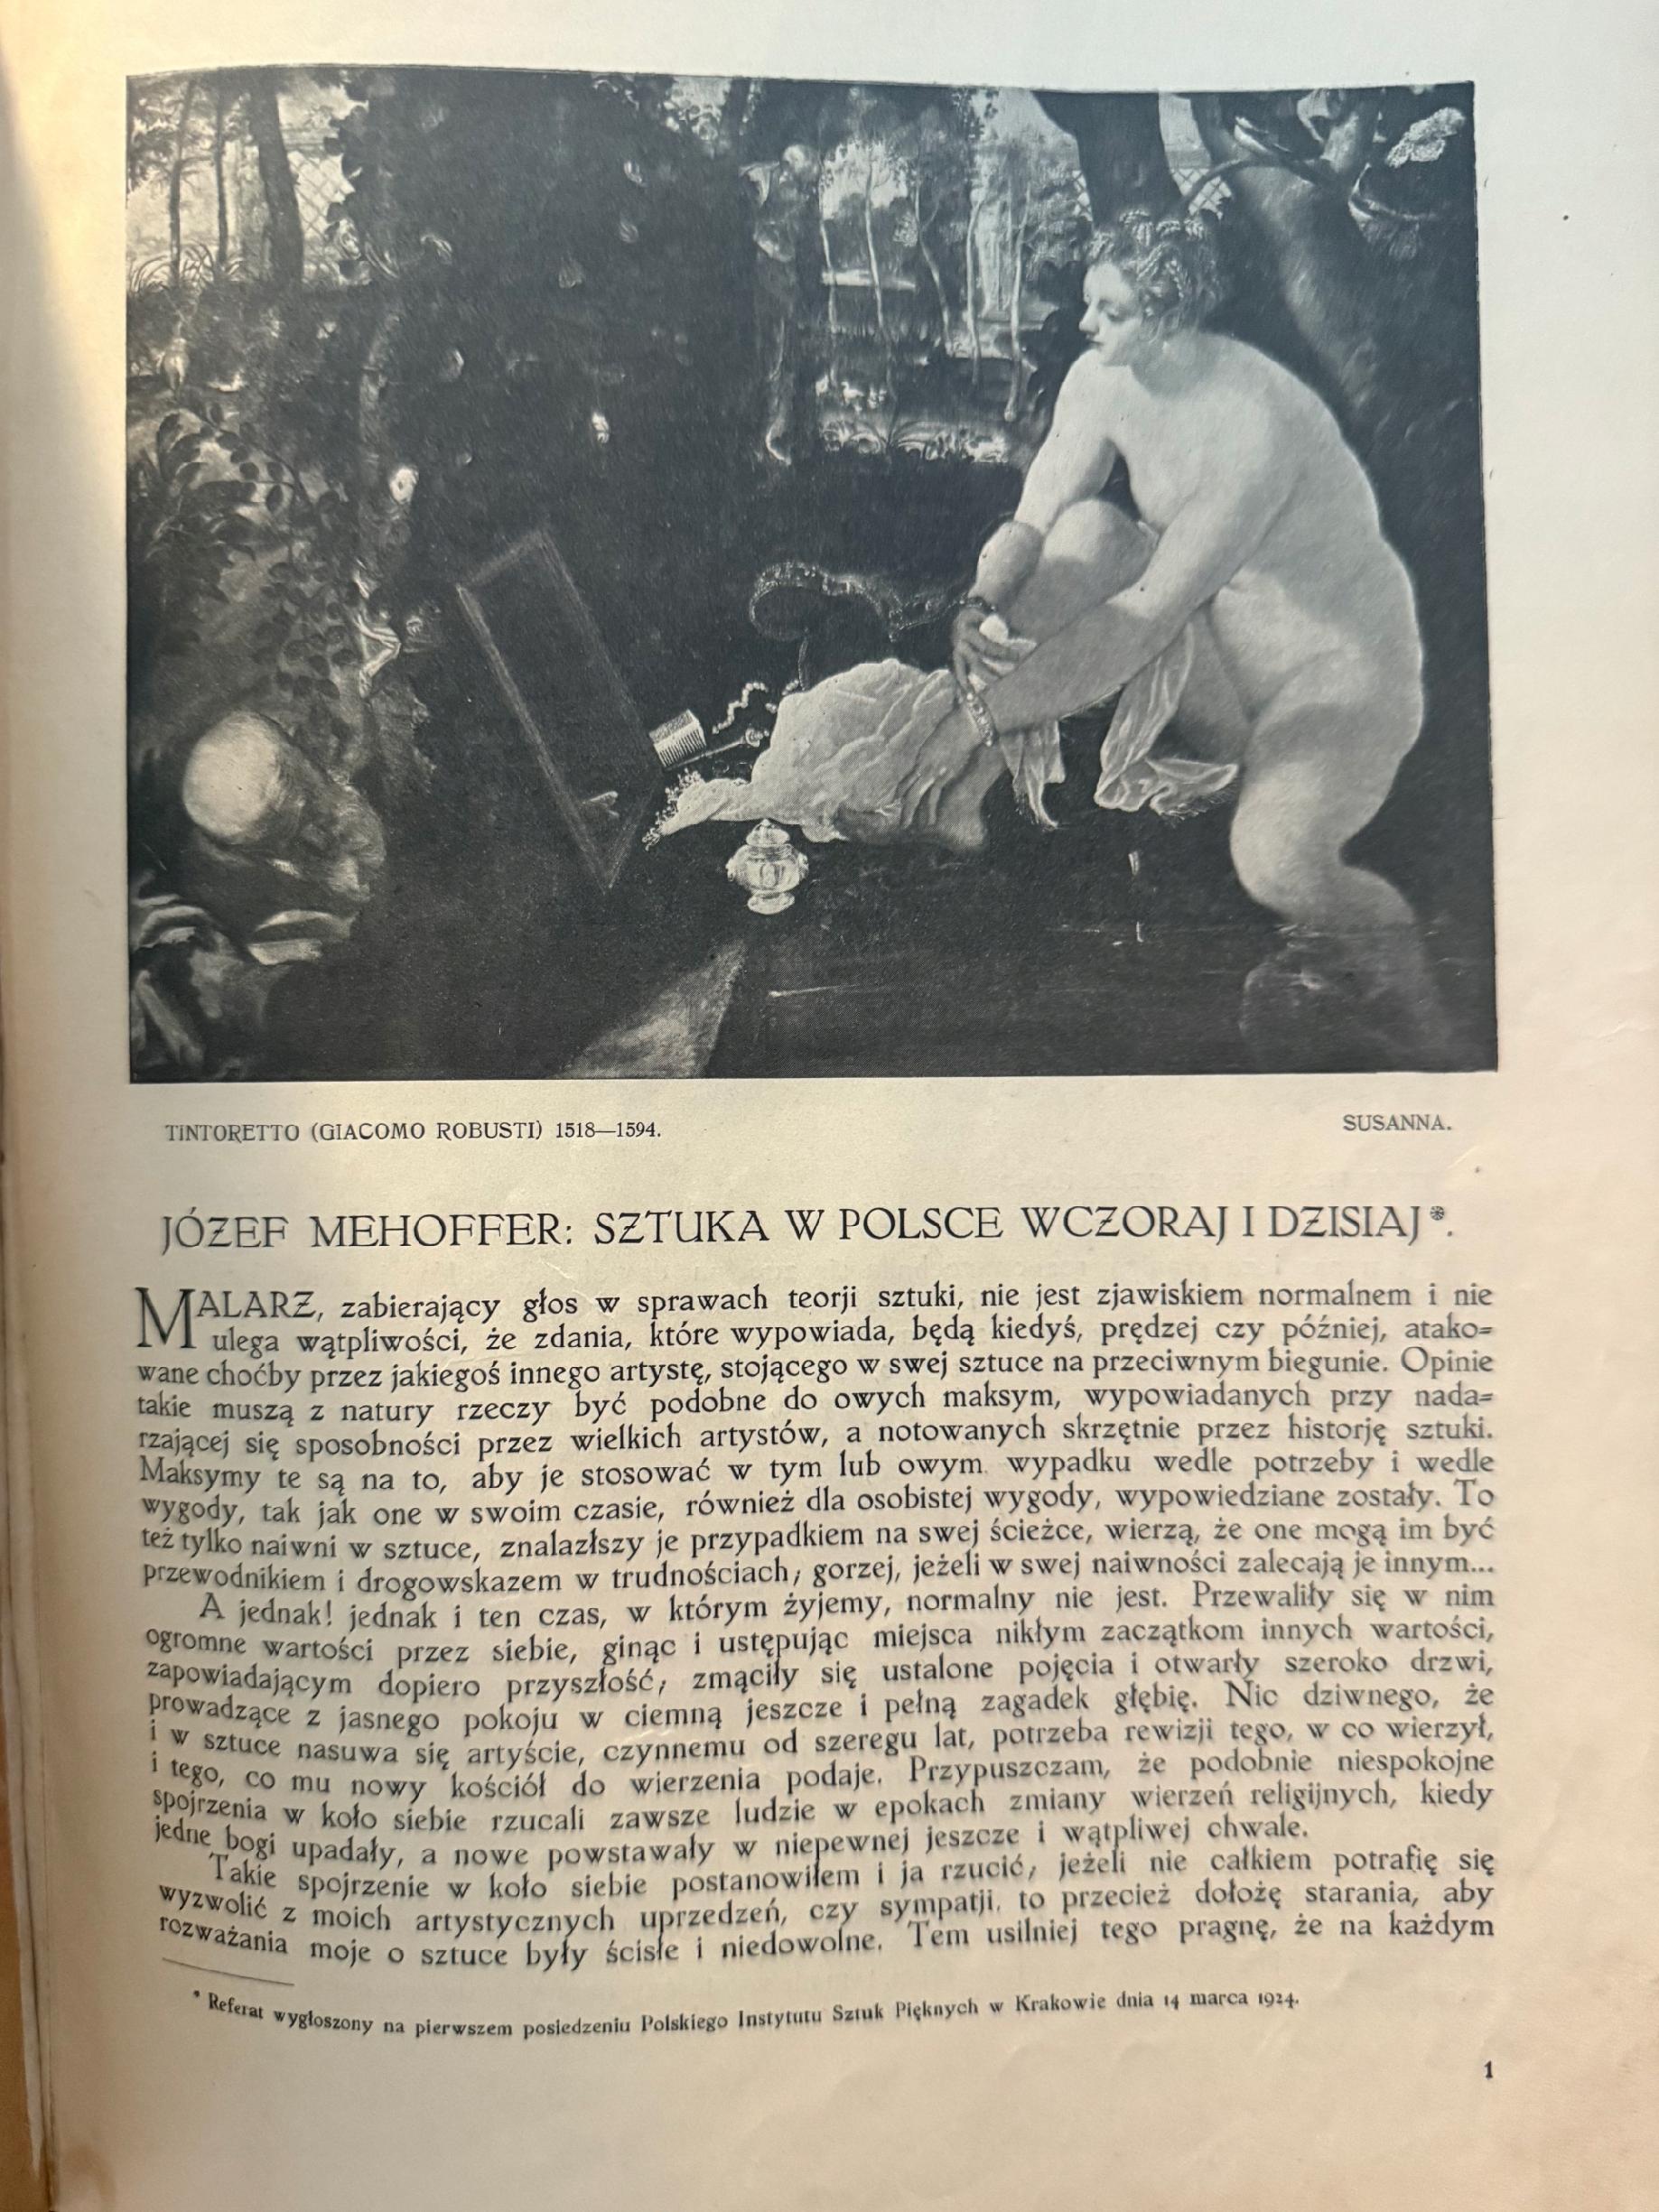 TINTORETTO (GIACOMO ROBUSTI) 1518—1594.
SUSANNA.
JÓZEF MEHOFFER: SZTUKA W POLSCE WCZORAJ I DZISIAJ*.
MALARZ, zabierający głos w sprawach teorji sztuki, nie jest zjawiskiem normalnem i nie
ulega wątpliwości, że zdania, które wypowiada, będą kiedyś, prędzej czy później, atako=
wane choćby przez jakiegoś innego artystę, stojącego w swej sztuce na przeciwnym biegunie. Opinie
takie muszą z natury rzeczy być podobne do owych maksym, wypowiadanych przy nada=
rzającej się sposobności przez wielkich artystów, a notowanych skrzętnie przez historję sztuki.
Maksymy te są na to, aby je stosować w tym lub owym wypadku wedle potrzeby i wedle
wygody, tak jak one w swoim czasie, również dla osobistej wygody, wypowiedziane zostały. To
też tylko naiwni w sztuce, znalazłszy je przypadkiem na swej ścieżce, wierzą, że one mogą im być
przewodnikiem i drogowskazem w trudnościach; gorzej, jeżeli w swej naiwności zalecają je innym...
A jednak! jednak i ten czas, w którym żyjemy, normalny nie jest. Przewaliły się w nim
ogromne wartości przez siebie, ginąc i ustępując miejsca nikłym zaczątkom innych wartości,
zapowiadającym dopiero przyszłość; zmąciły się ustalone pojęcia i otwarły szeroko drzwi,
prowadzące z jasnego pokoju w ciemną jeszcze i pełną zagadek głębię. Nic dziwnego, że
i w sztuce nasuwa się artyście, czynnemu od szeregu lat, potrzeba rewizji tego, w co wierzył,
i tego, co mu nowy kościół do wierzenia podaje. Przypuszczam, że podobnie niespokojne
spojrzenia w koło siebie rzucali zawsze ludzie w epokach zmiany wierzeń religijnych, kiedy
jedne bogi upadały, a nowe powstawały w niepewnej jeszcze i wątpliwej chwale.
Takie spojrzenie w koło siebie postanowiłem i ja rzucić; jeżeli nie całkiem potrafię się
wyzwolić z moich artystycznych uprzedzeń, czy sympatji, to przecież dołożę starania, aby
rozważania moje o sztuce były ścisłe i niedowolne. Tem usilniej tego pragnę, że na każdym
* Referat wygłoszony na pierwszem posiedzeniu Polskiego Instytutu Sztuk Pięknych w Krakowie dnia 14 marca 1924.
1